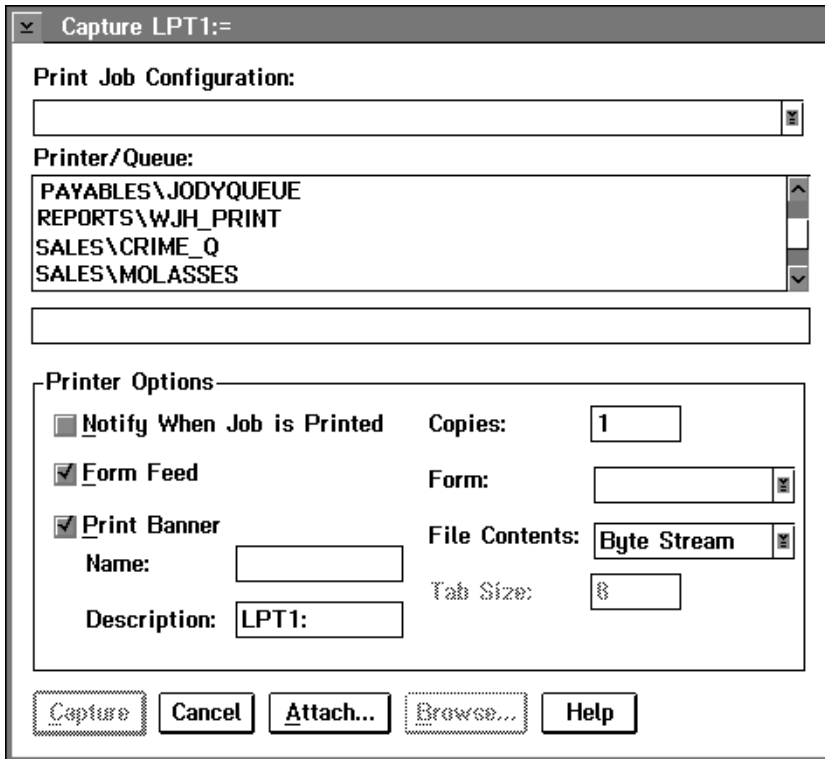 Capture LPT1:=
Print Job Configuration:
Printer/Queue:
PAYABLES\JODYQUEUE
REPORTS\WJH_PRINT
SALES\CRIME_Q
SALES\MOLASSES
Printer Options
Notify When Job is Printed
Copies: 1
Form Feed
Form:
Print Banner
File Contents: Byte Stream
Name:
Tab Size: 8
Description: LPT1:
Capture Cancel Attach... Browse... Help